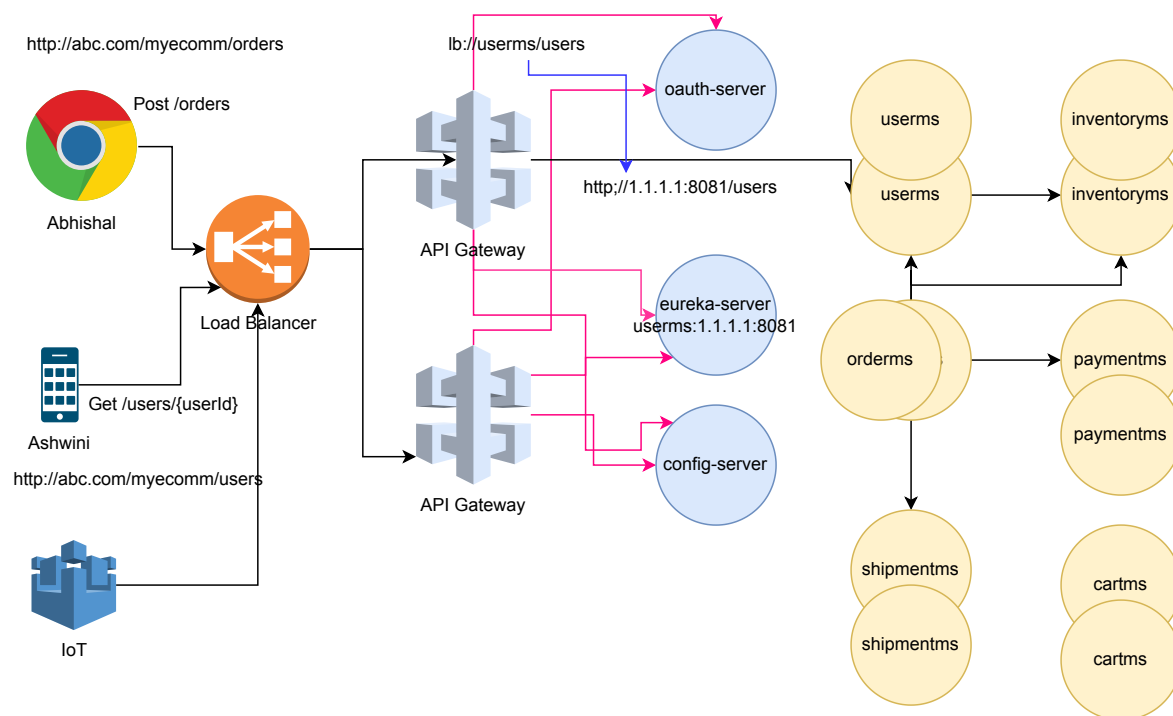 http://abc.com/myecomm/orders
Post /orders
Abhishal
Load Balancer
Get /users/{userId}
Ashwini
http://abc.com/myecomm/users
IoT
lb://userms/users
API Gateway
API Gateway
oauth-server
http;//1.1.1.1:8081/users
eureka-server
userms:1.1.1.1:8081
config-server
userms
userms
inventoryms
inventoryms
orderms
paymentms
paymentms
shipmentms
shipmentms
cartms
cartms